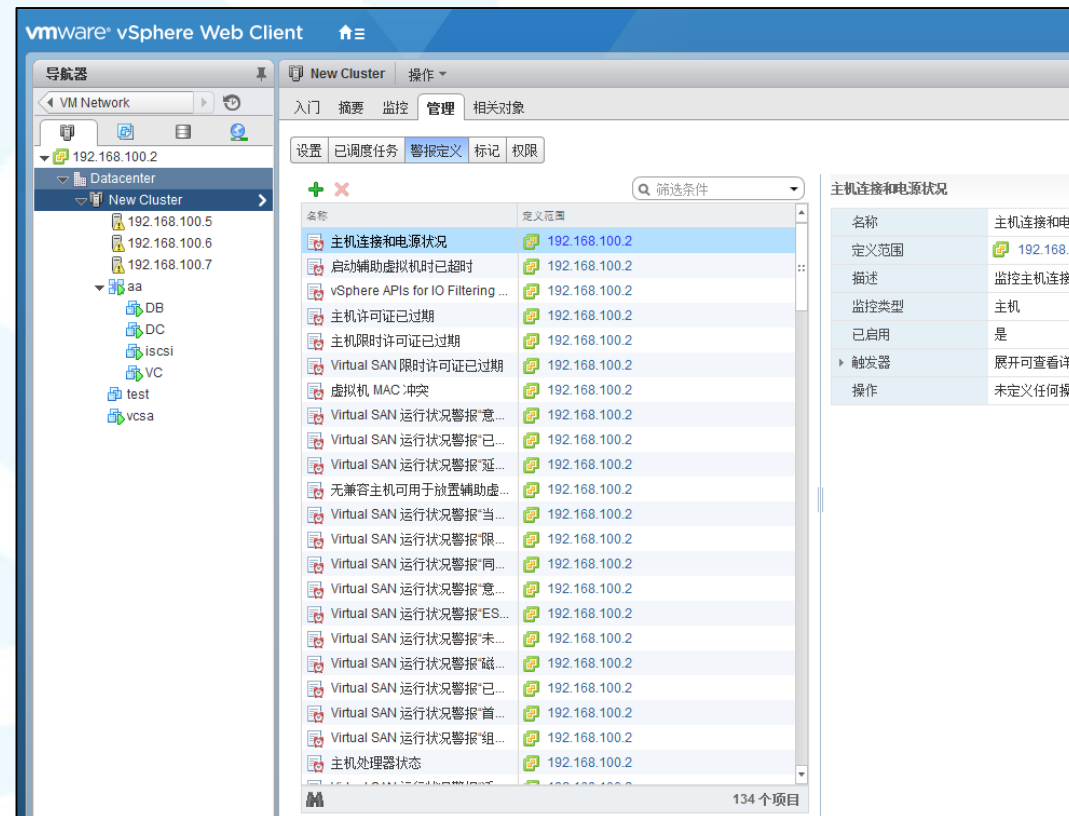 vmware® vSphere Web Client
导航器
VM Network
192.168.100.2
Datacenter
New Cluster
192.168.100.5
192.168.100.6
192.168.100.7
aa
DB
DC
iscsi
VC
test
vcsa
New Cluster 操作
入门 摘要 监控 管理 相关对象
设置 已调度任务 警报定义 标记 权限
筛选条件
名称 定义范围
主机连接和电源状况 192.168.100.2
启动辅助虚拟机时已超时 192.168.100.2
vSphere APIs for IO Filtering ... 192.168.100.2
主机许可证已过期 192.168.100.2
主机限时许可证已过期 192.168.100.2
Virtual SAN 限时许可证已过期 192.168.100.2
虚拟机 MAC 冲突 192.168.100.2
Virtual SAN 运行状况警报“意... 192.168.100.2
Virtual SAN 运行状况警报“已... 192.168.100.2
Virtual SAN 运行状况警报“延... 192.168.100.2
无兼容主机可用于放置辅助虚... 192.168.100.2
Virtual SAN 运行状况警报“当... 192.168.100.2
Virtual SAN 运行状况警报“限... 192.168.100.2
Virtual SAN 运行状况警报“同... 192.168.100.2
Virtual SAN 运行状况警报“意... 192.168.100.2
Virtual SAN 运行状况警报“ES... 192.168.100.2
Virtual SAN 运行状况警报“未... 192.168.100.2
Virtual SAN 运行状况警报“磁... 192.168.100.2
Virtual SAN 运行状况警报“已... 192.168.100.2
Virtual SAN 运行状况警报“首... 192.168.100.2
Virtual SAN 运行状况警报“组... 192.168.100.2
主机处理器状态 192.168.100.2
134 个项目
主机连接和电源状况
名称 主机连接和电
定义范围 192.168.
描述 监控主机连接
监控类型 主机
已启用 是
触发器 展开可查看详
操作 未定义任何操